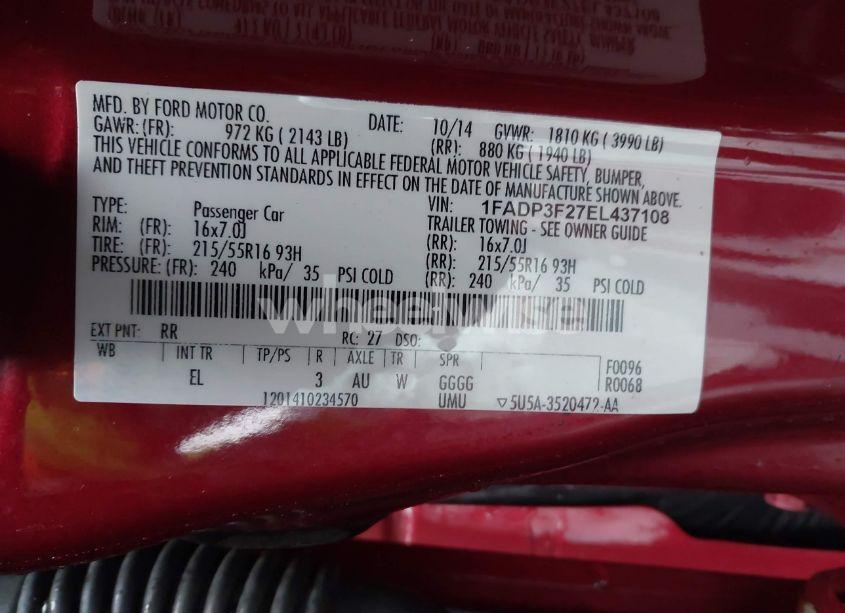 MFD. BY FORD MOTOR CO. DATE: 10/14 GVWR: 1810 KG ( 3990 LB)
GAWR: (FR): 972 KG ( 2143 LB) (RR): 880 KG ( 1940 LB)
THIS VEHICLE CONFORMS TO ALL APPLICABLE FEDERAL MOTOR VEHICLE SAFETY, BUMPER,
AND THEFT PREVENTION STANDARDS IN EFFECT ON THE DATE OF MANUFACTURE SHOWN ABOVE.
VIN: 1FADP3F27EL437108
TYPE: Passenger Car TRAILER TOWING - SEE OWNER GUIDE
RIM: (FR): 16x7.0J (RR): 16x7.0J
TIRE: (FR): 215/55R16 93H (RR): 215/55R16 93H
PRESSURE: (FR): 240 kPa/ 35 PSI COLD (RR): 240 kPa/ 35 PSI COLD
wheelwise
EXT PNT: RR RC: 27 DSO:
WB INT TR TP/PS R AXLE TR SPR F0096
EL 3 AU W GGGG R0068
1201410234570 UMU ▽5U5A-3520472-AA